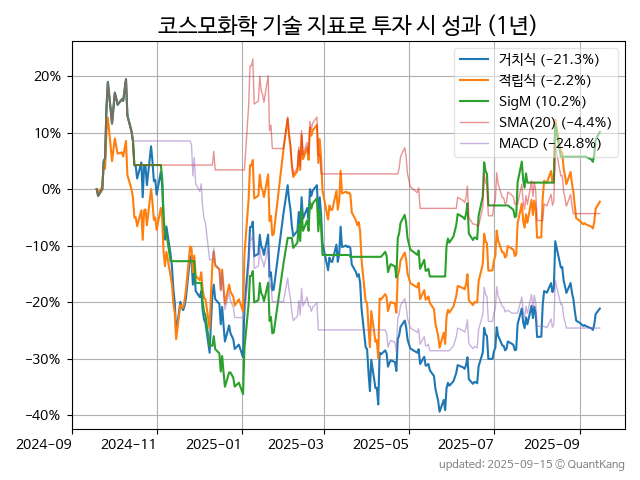 코스모화학 기술 지표로 투자 시 성과 (1년)
거치식 (−21.3%)
적립식 (−2.2%)
SigM (10.2%)
SMA(20) (−4.4%)
MACD (−24.8%)
20%
10%
0%
−10%
−20%
−30%
−40%
2024-09
2024-11
2025-01
2025-03
2025-05
2025-07
2025-09
updated: 2025-09-15 © QuantKang